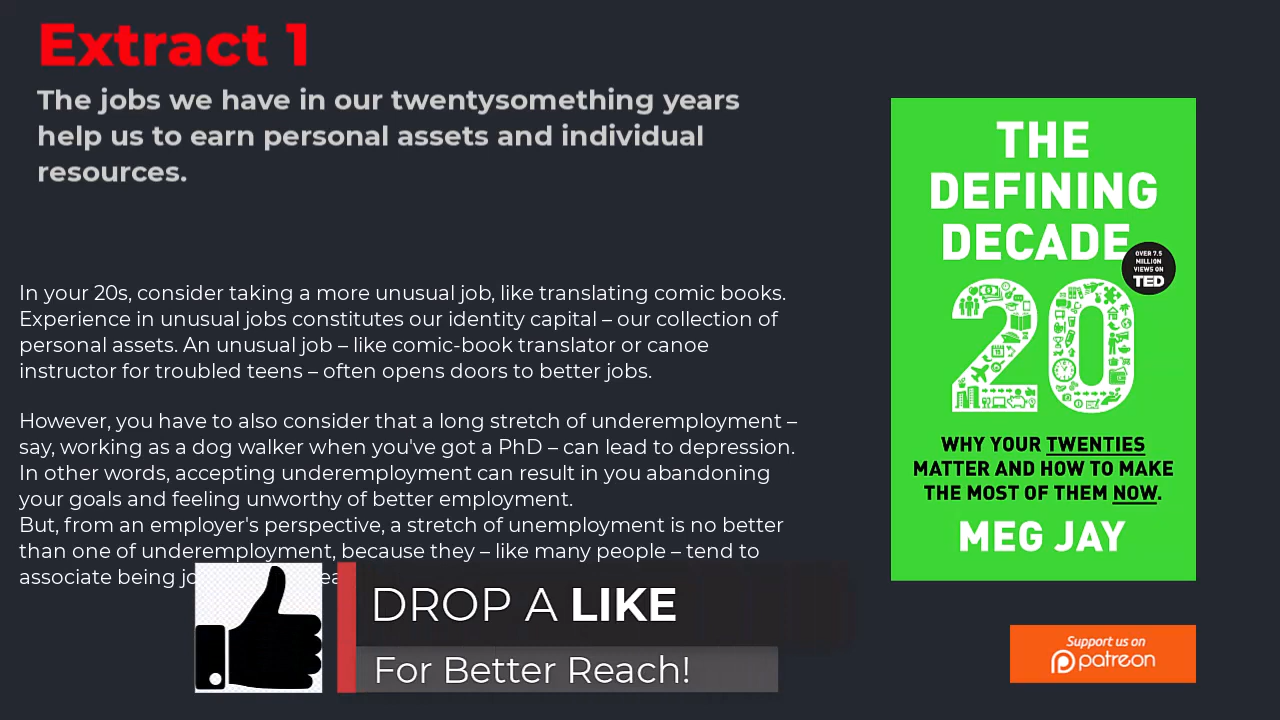 Extract 1
The jobs we have in our twentysomething years
help us to earn personal assets and individual
resources.
In your 20s, consider taking a more unusual job, like translating comic books.
Experience in unusual jobs constitutes our identity capital – our collection of
personal assets. An unusual job – like comic-book translator or canoe
instructor for troubled teens – often opens doors to better jobs.
However, you have to also consider that a long stretch of underemployment –
say, working as a dog walker when you've got a PhD – can lead to depression.
In other words, accepting underemployment can result in you abandoning
your goals and feeling unworthy of better employment.
But, from an employer's perspective, a stretch of unemployment is no better
than one of underemployment, because they – like many people – tend to
associate being
DROP A LIKE
For Better Reach!
THE
DEFINING
DECADE
OVER 7.5
MILLION
VIEWS ON
TED
20
WHY YOUR TWENTIES
MATTER AND HOW TO MAKE
THE MOST OF THEM NOW.
MEG JAY
Support us on
patreon